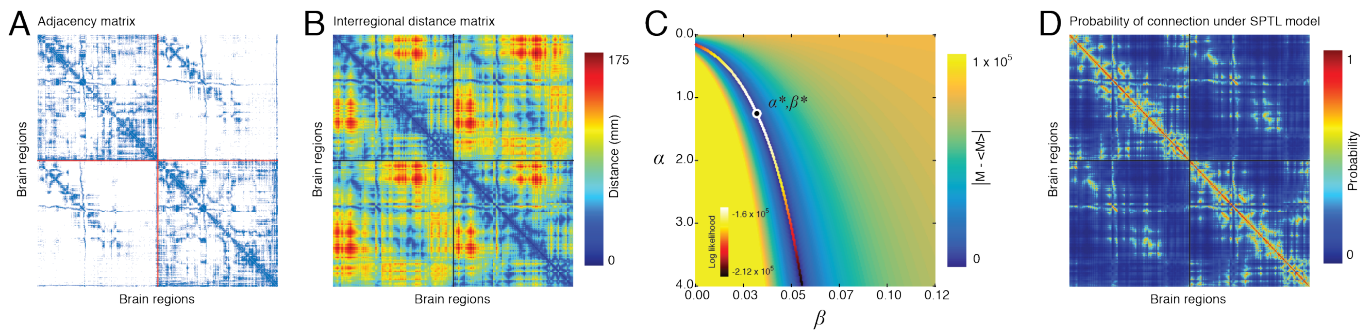 A Adjacency matrix
Brain regions
Brain regions
B Interregional distance matrix
Brain regions
175
Distance (mm)
0
C
0.0
1.0
2.0
3.0
4.0
α
0.00 0.03 0.05 0.07 0.10 0.12
β
α*,β*
Log likelihood
-1.6 x 10⁵
-2.12 x 10⁵
1 x 10⁵
|M - <M>|
0
D Probability of connection under SPTL model
Brain regions
Brain regions
1
Probability
0